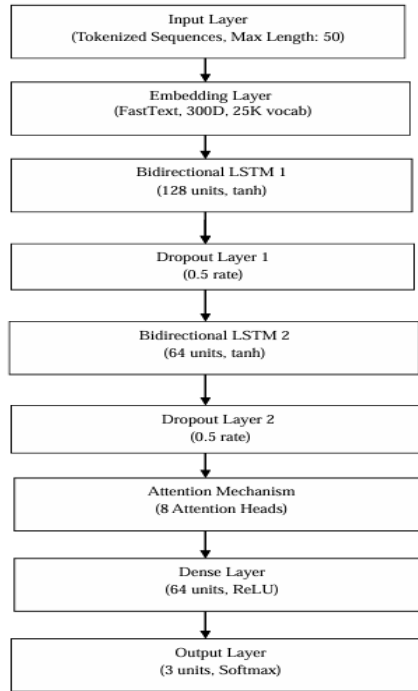 Input Layer
(Tokenized Sequences, Max Length: 50)
Embedding Layer
(FastText, 300D, 25K vocab)
Bidirectional LSTM 1
(128 units, tanh)
Dropout Layer 1
(0.5 rate)
Bidirectional LSTM 2
(64 units, tanh)
Dropout Layer 2
(0.5 rate)
Attention Mechanism
(8 Attention Heads)
Dense Layer
(64 units, ReLU)
Output Layer
(3 units, Softmax)